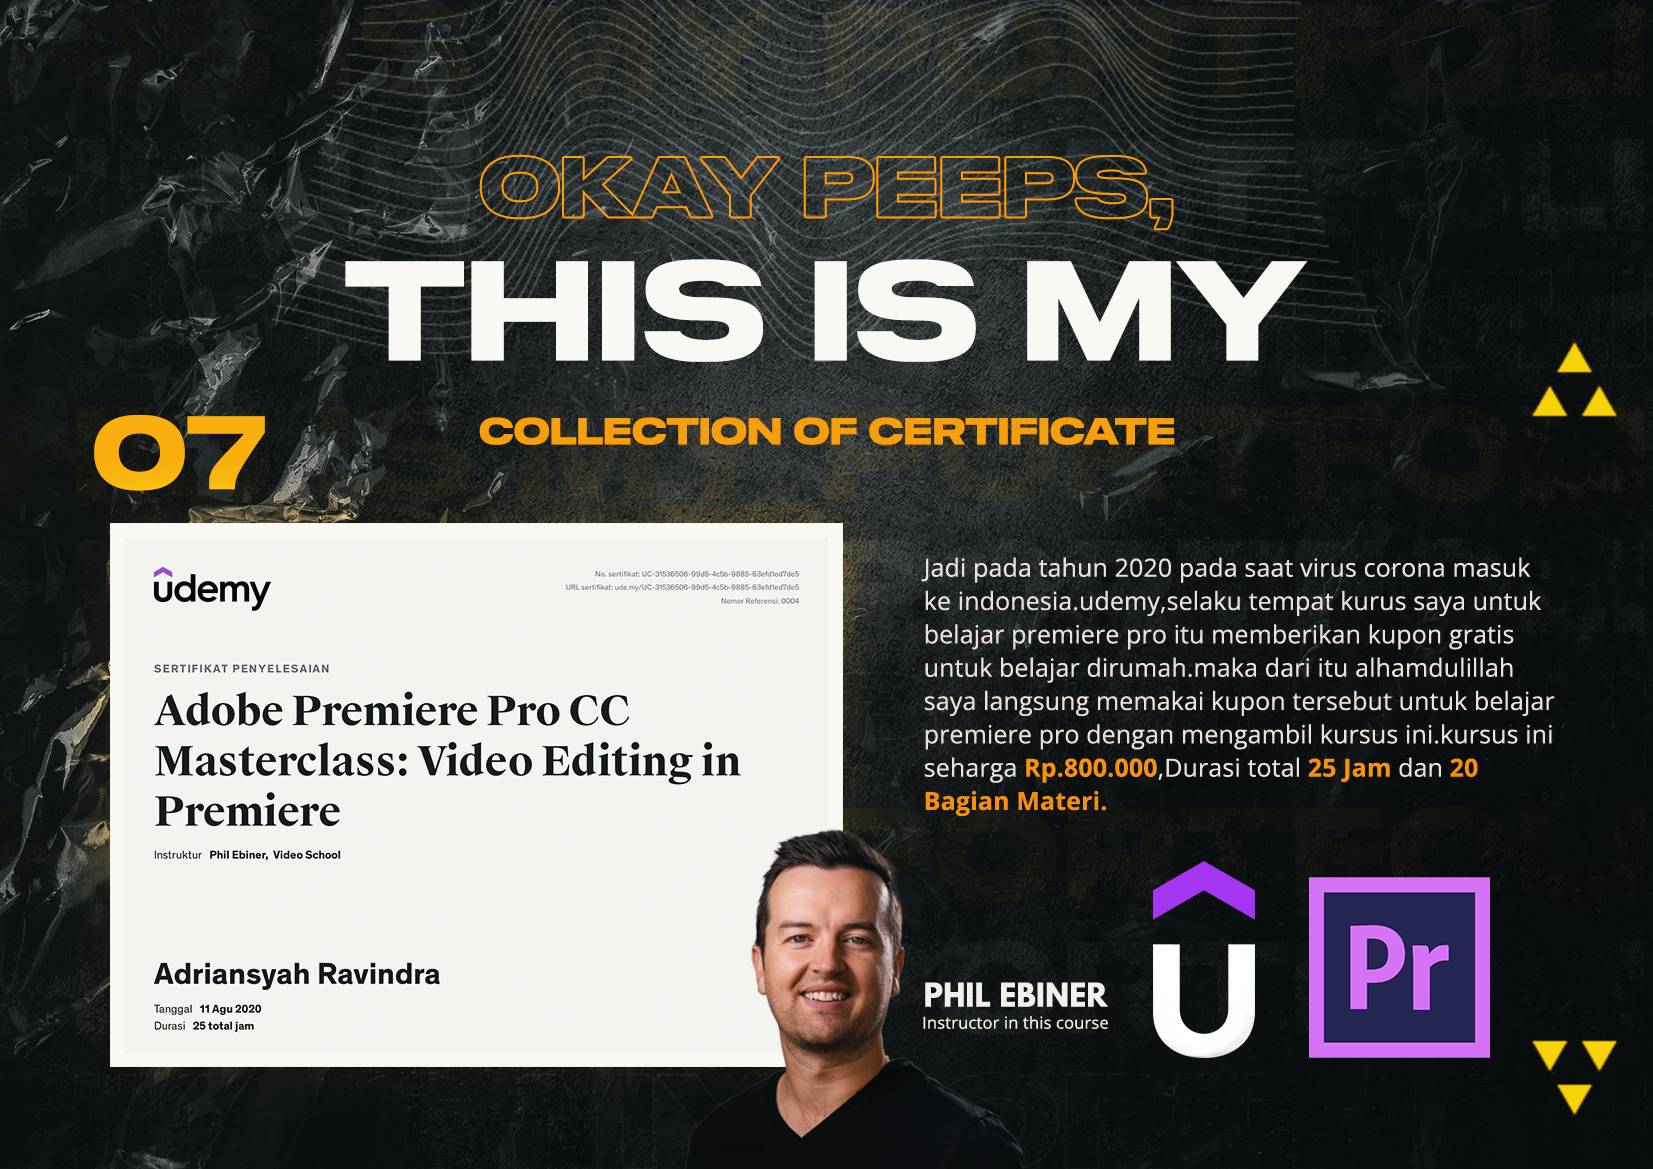 OKAY PEEPS,
THIS IS MY
07
COLLECTION OF CERTIFICATE
udemy
No. sertifikat: UC-31536506-99d5-4c5b-9885-63efd1ed7de5
URL sertifikat: ude.my/UC-31536506-99d5-4c5b-9885-63efd1ed7de5
Nomor Referensi: 0004
SERTIFIKAT PENYELESAIAN
Adobe Premiere Pro CC
Masterclass: Video Editing in
Premiere
Instruktur Phil Ebiner, Video School
Adriansyah Ravindra
Tanggal 11 Agu 2020
Durasi 25 total jam
Jadi pada tahun 2020 pada saat virus corona masuk
ke indonesia.udemy,selaku tempat kurus saya untuk
belajar premiere pro itu memberikan kupon gratis
untuk belajar dirumah.maka dari itu alhamdulillah
saya langsung memakai kupon tersebut untuk belajar
premiere pro dengan mengambil kursus ini.kursus ini
seharga Rp.800.000,Durasi total 25 Jam dan 20
Bagian Materi.
PHIL EBINER
Instructor in this course
U
Pr